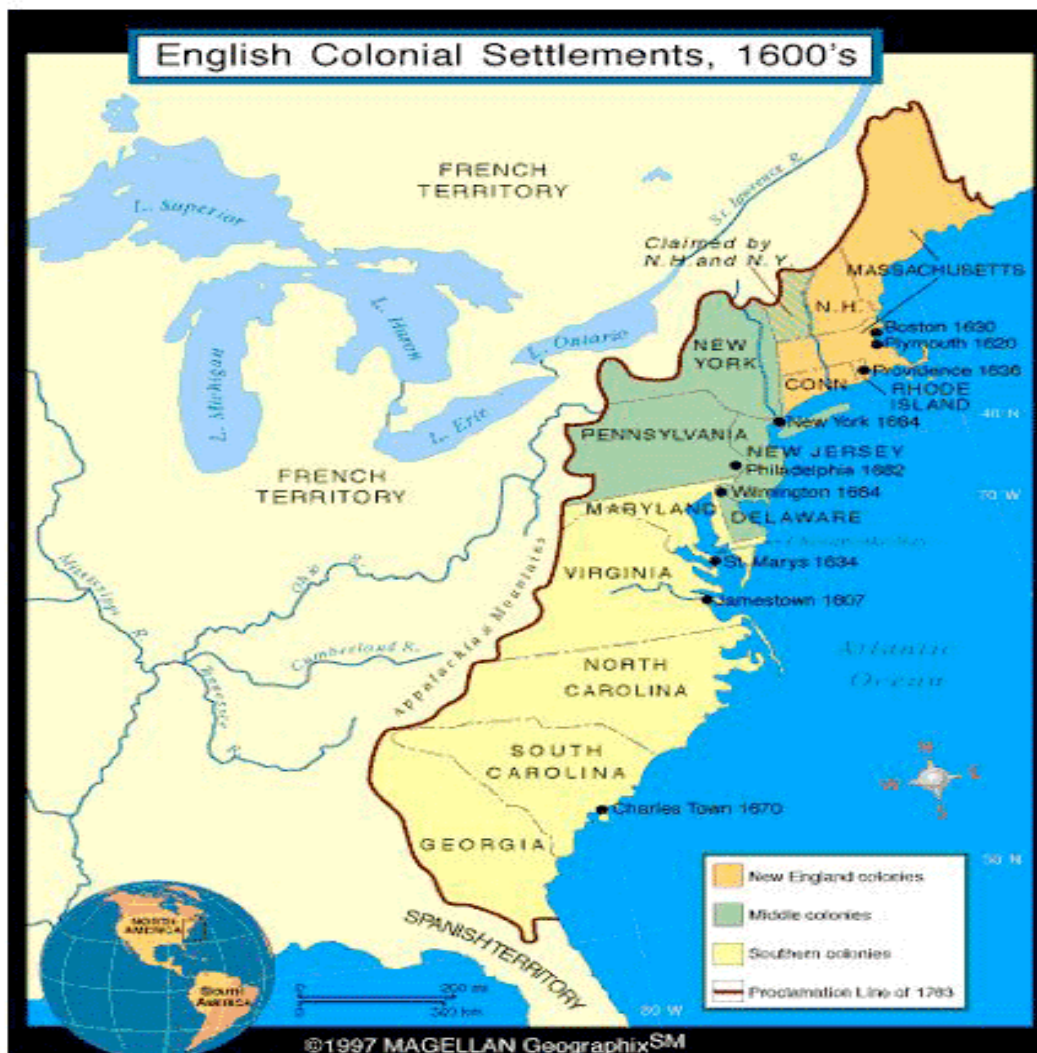 English Colonial Settlements, 1600's
FRENCH
TERRITORY
L. Superior
St. Lawrence R.
Claimed by
N.H. and N.Y.
MASSACHUSETTS
N.H.
L. Huron
L. Michigan
L. Ontario
NEW
YORK
Boston 1630
Plymouth 1620
Providence 1636
CONN
RHODE
ISLAND
L. Erie
New York 1664
40 N
PENNSYLVANIA
NEW JERSEY
Philadelphia 1682
FRENCH
TERRITORY
Wilmington 1664
70 W
MARYLAND
DELAWARE
St. Marys 1634
VIRGINIA
Jamestown 1607
Mississippi R.
Ohio R.
Appalachia Mountains
Cumberland R.
NORTH
CAROLINA
Atlantic
Ocean
SOUTH
CAROLINA
N
W
E
S
Charles Town 1670
GEORGIA
New England colonies
Middle colonies
Southern colonies
Proclamation Line of 1763
SPANISH TERRITORY
NORTH
AMERICA
South
America
200 mi
80 W
©1997 MAGELLAN Geographix SM